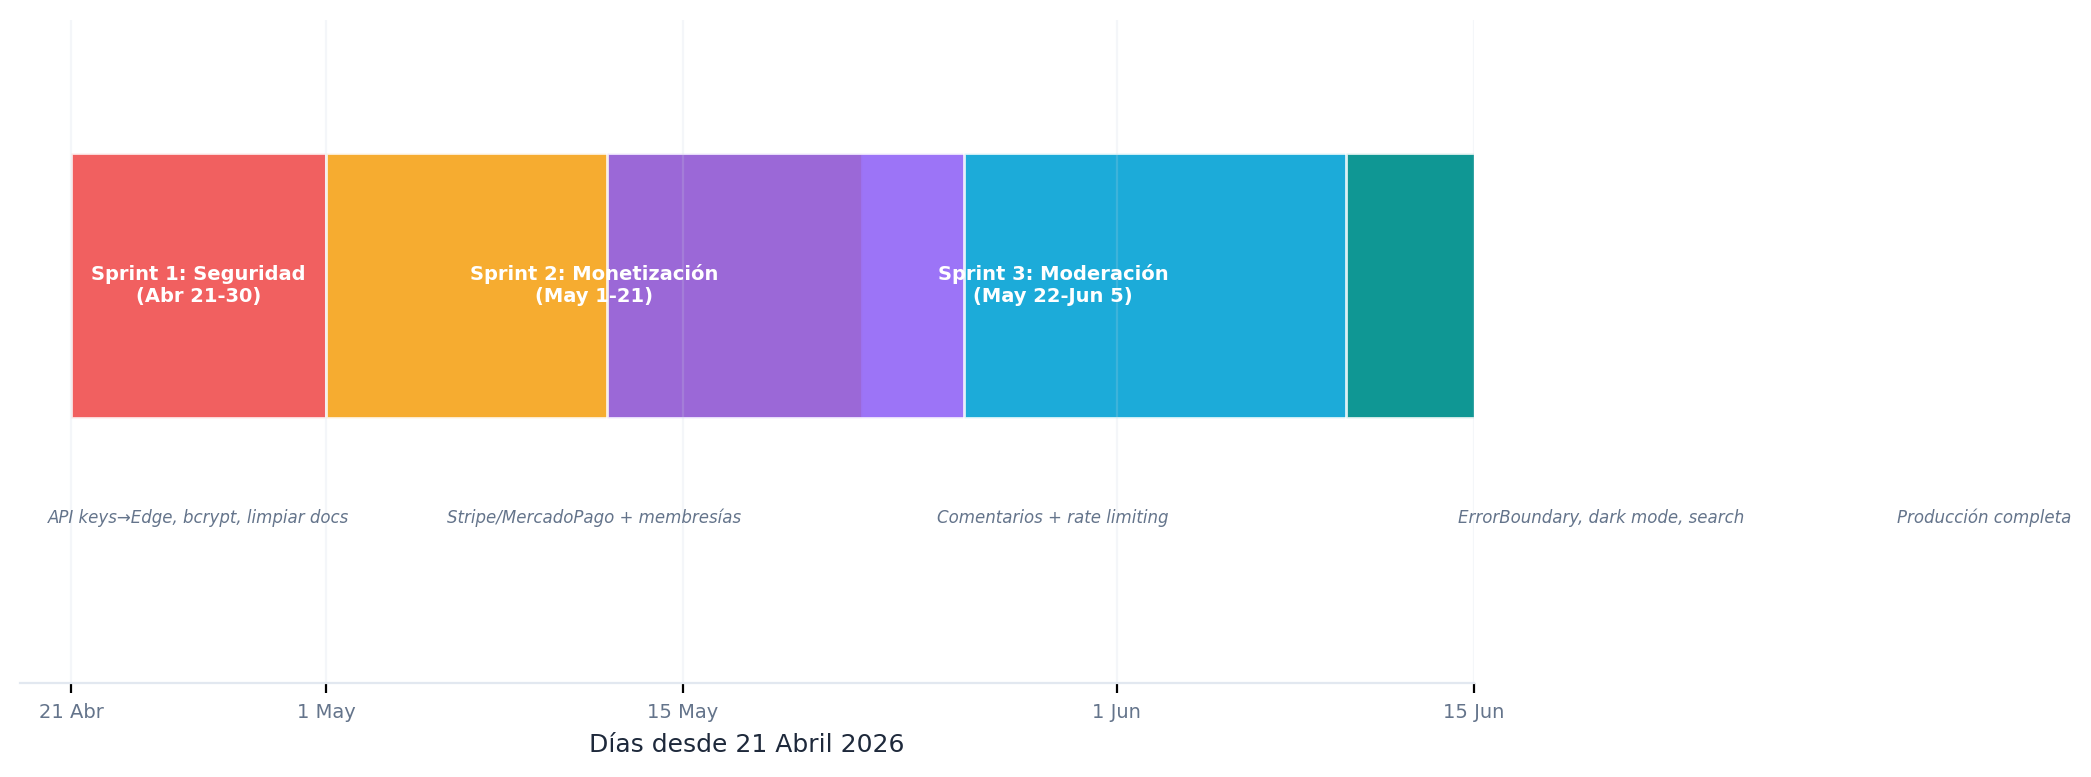 Sprint 1: Seguridad
(Abr 21-30)
Sprint 2: Monetización
(May 1-21)
Sprint 3: Moderación
(May 22-Jun 5)
API keys→Edge, bcrypt, limpiar docs
Stripe/MercadoPago + membresías
Comentarios + rate limiting
ErrorBoundary, dark mode, search
Producción completa
21 Abr
1 May
15 May
1 Jun
15 Jun
Días desde 21 Abril 2026